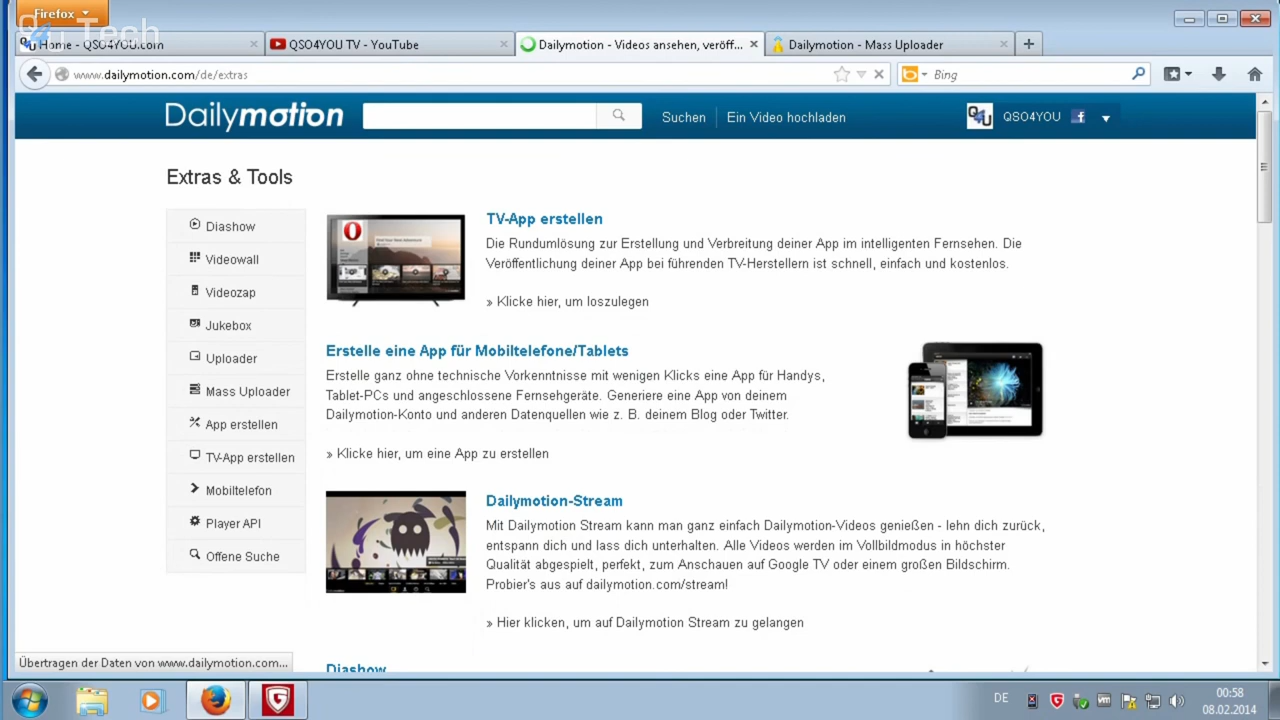 Firefox
QU Tech
Home - QSO4YOU.com
QSO4YOU TV - YouTube
Dailymotion - Videos ansehen, veröff...
Dailymotion - Mass Uploader
www.dailymotion.com/de/extras
Bing
Dailymotion
Suchen
Ein Video hochladen
QSO4YOU
Extras & Tools
Diashow
Videowall
Videozap
Jukebox
Uploader
Mass Uploader
App erstellen
TV-App erstellen
Mobiltelefon
Player API
Offene Suche
TV-App erstellen
Die Rundumlösung zur Erstellung und Verbreitung deiner App im intelligenten Fernsehen. Die
Veröffentlichung deiner App bei führenden TV-Herstellern ist schnell, einfach und kostenlos.
» Klicke hier, um loszulegen
Erstelle eine App für Mobiltelefone/Tablets
Erstelle ganz ohne technische Vorkenntnisse mit wenigen Klicks eine App für Handys,
Tablet-PCs und angeschlossene Fernsehgeräte. Generiere eine App von deinem
Dailymotion-Konto und anderen Datenquellen wie z. B. deinem Blog oder Twitter.
» Klicke hier, um eine App zu erstellen
Dailymotion-Stream
Mit Dailymotion Stream kann man ganz einfach Dailymotion-Videos genießen - lehn dich zurück,
entspann dich und lass dich unterhalten. Alle Videos werden im Vollbildmodus in höchster
Qualität abgespielt, perfekt, zum Anschauen auf Google TV oder einem großen Bildschirm.
Probier's aus auf dailymotion.com/stream!
» Hier klicken, um auf Dailymotion Stream zu gelangen
Diashow
Übertragen der Daten von www.dailymotion.com...
DE
00:58
08.02.2014